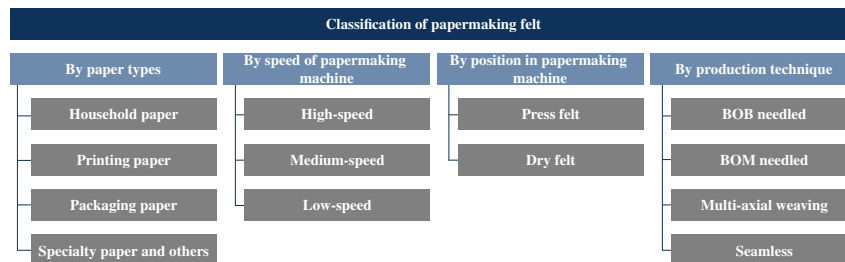 Classification of papermaking felt
By paper types
Household paper
Printing paper
Packaging paper
Specialty paper and others
By speed of papermaking
machine
High-speed
Medium-speed
Low-speed
By position in papermaking
machine
Press felt
Dry felt
By production technique
BOB needled
BOM needled
Multi-axial weaving
Seamless